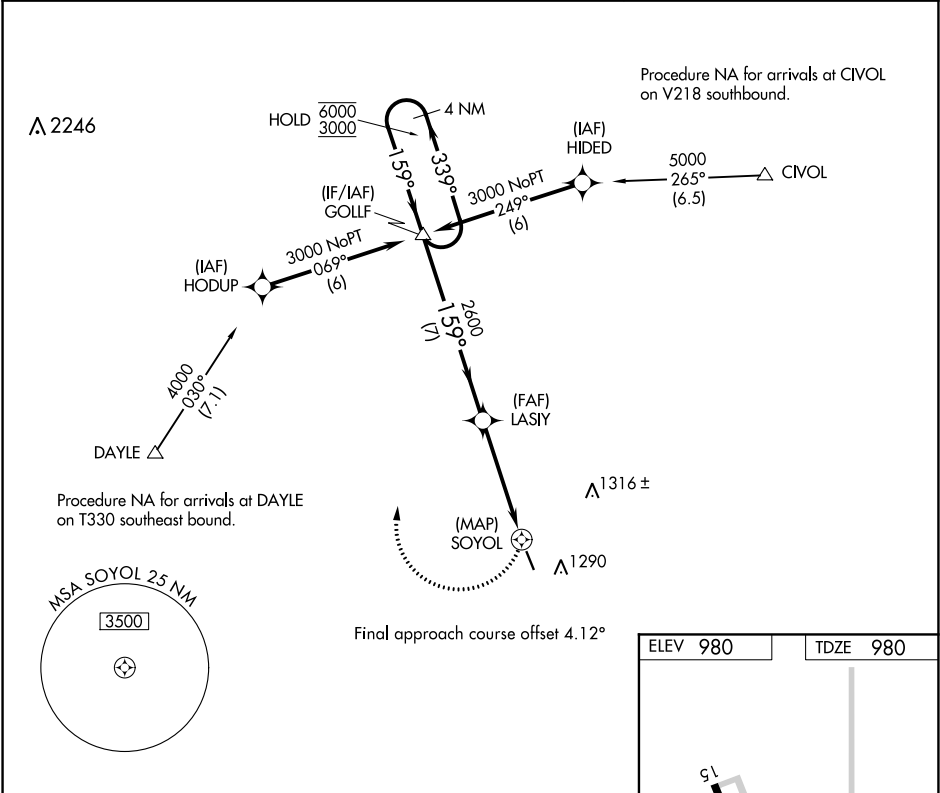 Procedure NA for arrivals at CIVOL
on V218 southbound.
2246
HOLD 6000
3000
4 NM
(IAF)
HIDED
5000
265°
(6.5)
CIVOL
159°
339°
3000 NoPT
249°
(6)
(IF/IAF)
GOLLF
3000 NoPT
069°
(6)
(IAF)
HODUP
2600
159°
(7)
4000
030°
(7.1)
(FAF)
LASIY
DAYLE
1316 ±
Procedure NA for arrivals at DAYLE
on T330 southeast bound.
(MAP)
SOYOL
1290
MSA SOYOL 25 NM
3500
Final approach course offset 4.12°
ELEV 980
TDZE 980
15